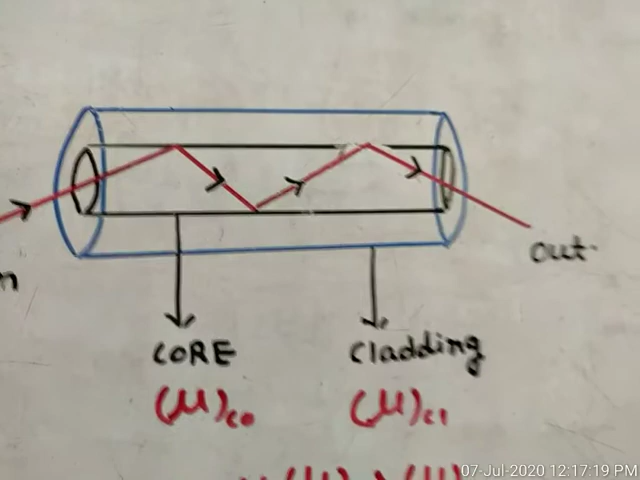 out.
CORE
cladding
(μ)co
(μ)cl
07-Jul-2020 12:17:19 PM